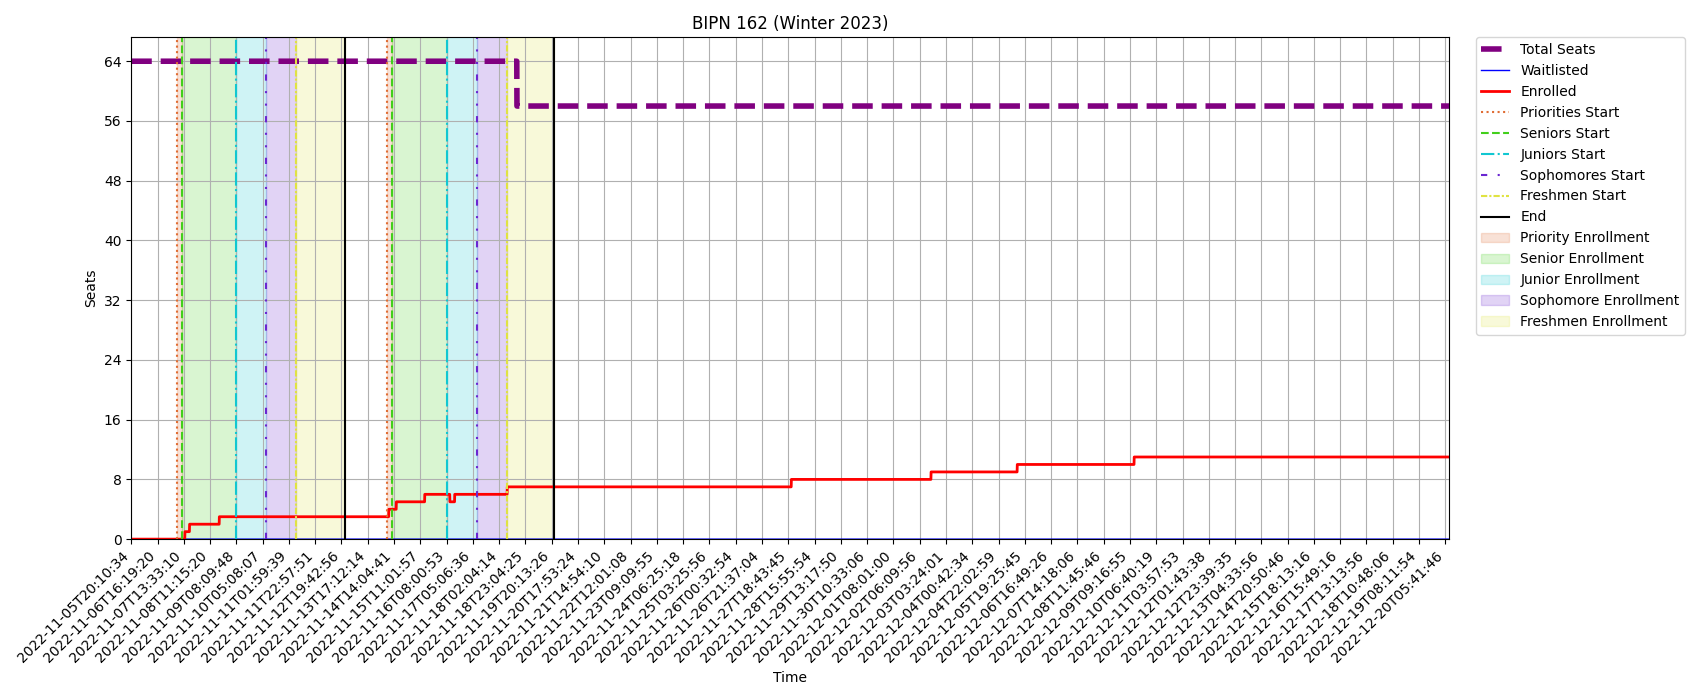 BIPN 162 (Winter 2023)
Total Seats
Waitlisted
Enrolled
Priorities Start
Seniors Start
Juniors Start
Sophomores Start
Freshmen Start
End
Priority Enrollment
Senior Enrollment
Junior Enrollment
Sophomore Enrollment
Freshmen Enrollment
Seats
64
56
48
40
32
24
16
8
0
2022-11-05T20:10:34
2022-11-06T16:19:20
2022-11-07T13:33:10
2022-11-08T11:15:20
2022-11-09T08:09:48
2022-11-10T05:08:07
2022-11-11T01:59:39
2022-11-11T22:57:51
2022-11-12T19:42:56
2022-11-13T17:12:14
2022-11-14T14:04:41
2022-11-15T11:01:57
2022-11-16T08:00:53
2022-11-17T05:06:36
2022-11-18T02:04:14
2022-11-18T23:04:25
2022-11-19T20:13:26
2022-11-20T17:53:24
2022-11-21T14:54:10
2022-11-22T12:01:08
2022-11-23T09:09:55
2022-11-24T06:25:18
2022-11-25T03:25:56
2022-11-26T00:32:54
2022-11-26T21:37:04
2022-11-27T18:43:45
2022-11-28T15:55:54
2022-11-29T13:17:50
2022-11-30T10:33:06
2022-12-01T08:01:00
2022-12-02T06:09:56
2022-12-03T03:24:01
2022-12-04T00:42:34
2022-12-04T22:02:59
2022-12-05T19:25:45
2022-12-06T16:49:26
2022-12-07T14:18:06
2022-12-08T11:45:46
2022-12-09T09:16:55
2022-12-10T06:40:19
2022-12-11T03:57:53
2022-12-12T01:43:38
2022-12-12T23:39:35
2022-12-13T04:33:56
2022-12-14T20:50:46
2022-12-15T18:13:16
2022-12-16T15:49:16
2022-12-17T13:13:56
2022-12-18T10:48:06
2022-12-19T08:11:54
2022-12-20T05:41:46
Time